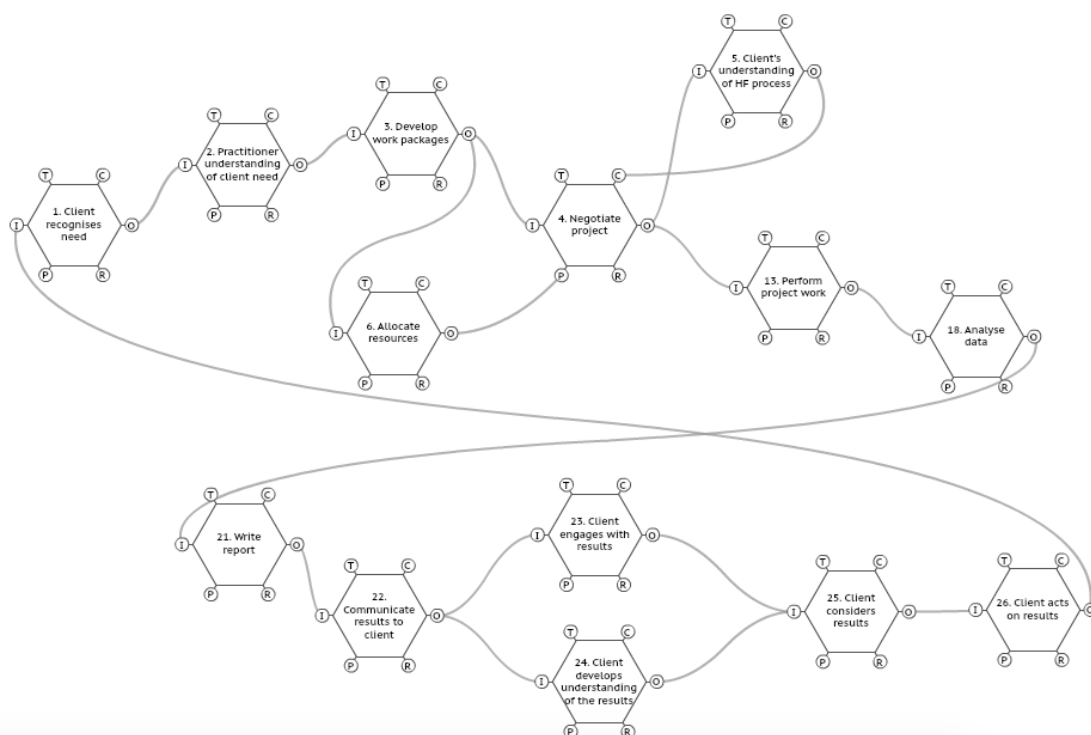 T C
5. Client's
I understanding O
of HF process
P R
T C
3. Develop
I work packages O
P R
T C
2. Practitioner
I understanding O
of client need
P R
T C
1. Client
I recognises O
need
P R
T C
4. Negotiate
I project O
P R
T C
13. Perform
I project work O
P R
T C
6. Allocate
I resources O
P R
T C
18. Analyse
I data O
P R
T C
21. Write
I report O
P R
T C
23. Client
I engages with O
results
P R
T C
22.
Communicate
I results to O
client
P R
T C
24. Client
develops
I understanding O
of the results
P R
T C
25. Client
I considers O
results
P R
T C
26. Client acts
I on results
P R